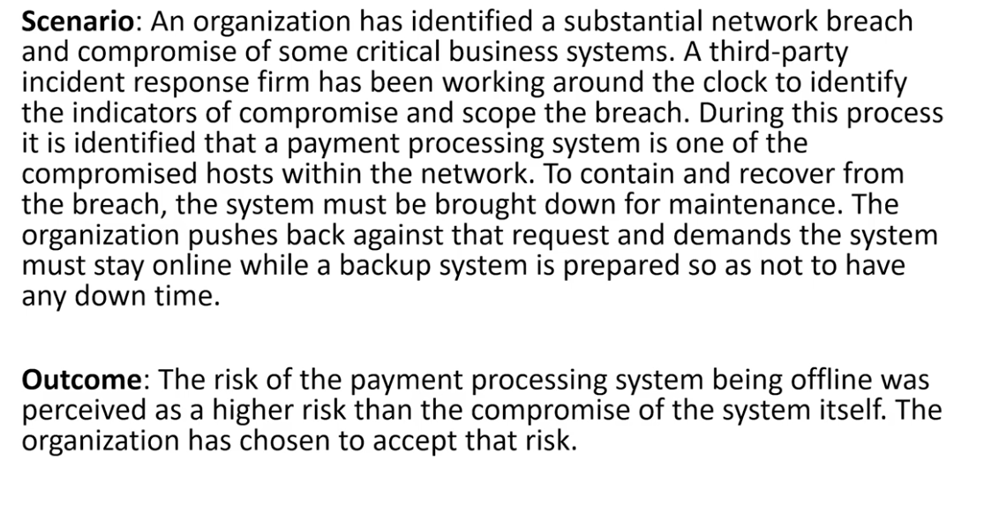 Scenario: An organization has identified a substantial network breach
and compromise of some critical business systems. A third-party
incident response firm has been working around the clock to identify
the indicators of compromise and scope the breach. During this process
it is identified that a payment processing system is one of the
compromised hosts within the network. To contain and recover from
the breach, the system must be brought down for maintenance. The
organization pushes back against that request and demands the system
must stay online while a backup system is prepared so as not to have
any down time.
Outcome: The risk of the payment processing system being offline was
perceived as a higher risk than the compromise of the system itself. The
organization has chosen to accept that risk.